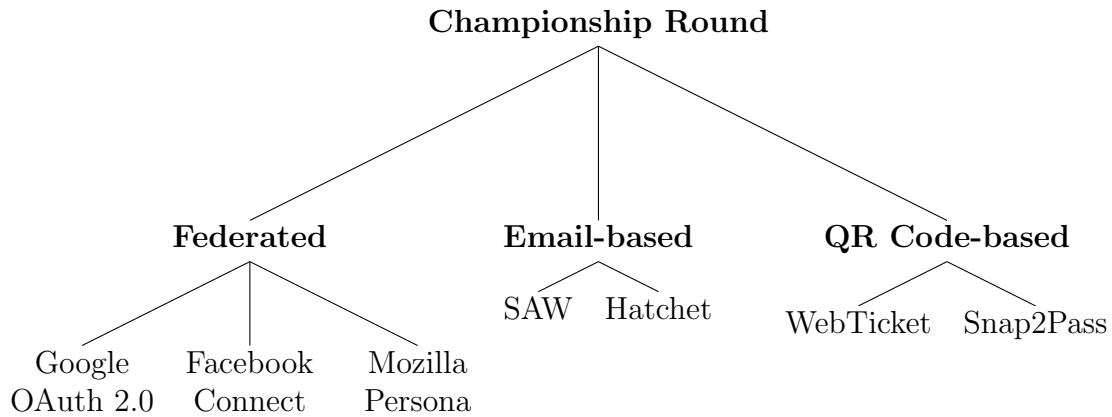 Championship Round
Federated
Email-based
QR Code-based
SAW
Hatchet
WebTicket
Snap2Pass
Google
OAuth 2.0
Facebook
Connect
Mozilla
Persona